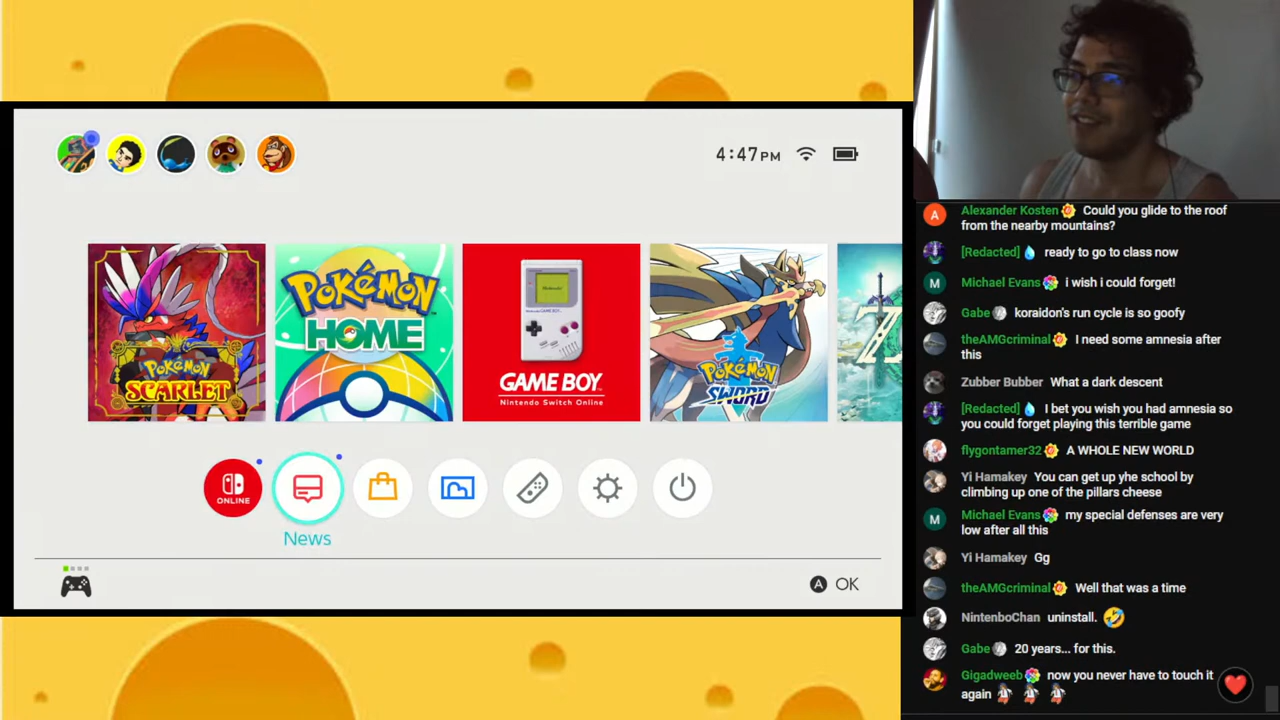 4:47PM
POKÉMON
SCARLET
POKÉMON
HOME
Nintendo
GAME BOY
Nintendo Switch Online
POKÉMON
SWORD
ONLINE
News
A OK
Alexander Kosten Could you glide to the roof
from the nearby mountains?
[Redacted] ready to go to class now
M Michael Evans i wish i could forget!
Gabe koraidon's run cycle is so goofy
theAMGcriminal I need some amnesia after
this
Zubber Bubber What a dark descent
[Redacted] I bet you wish you had amnesia so
you could forget playing this terrible game
flygontamer32 A WHOLE NEW WORLD
Yi Hamakey You can get up yhe school by
climbing up one of the pillars cheese
M Michael Evans my special defenses are very
low after all this
Yi Hamakey Gg
theAMGcriminal Well that was a time
NintenboChan uninstall. 🤣
Gabe 20 years... for this.
Gigadweeb now you never have to touch it
again